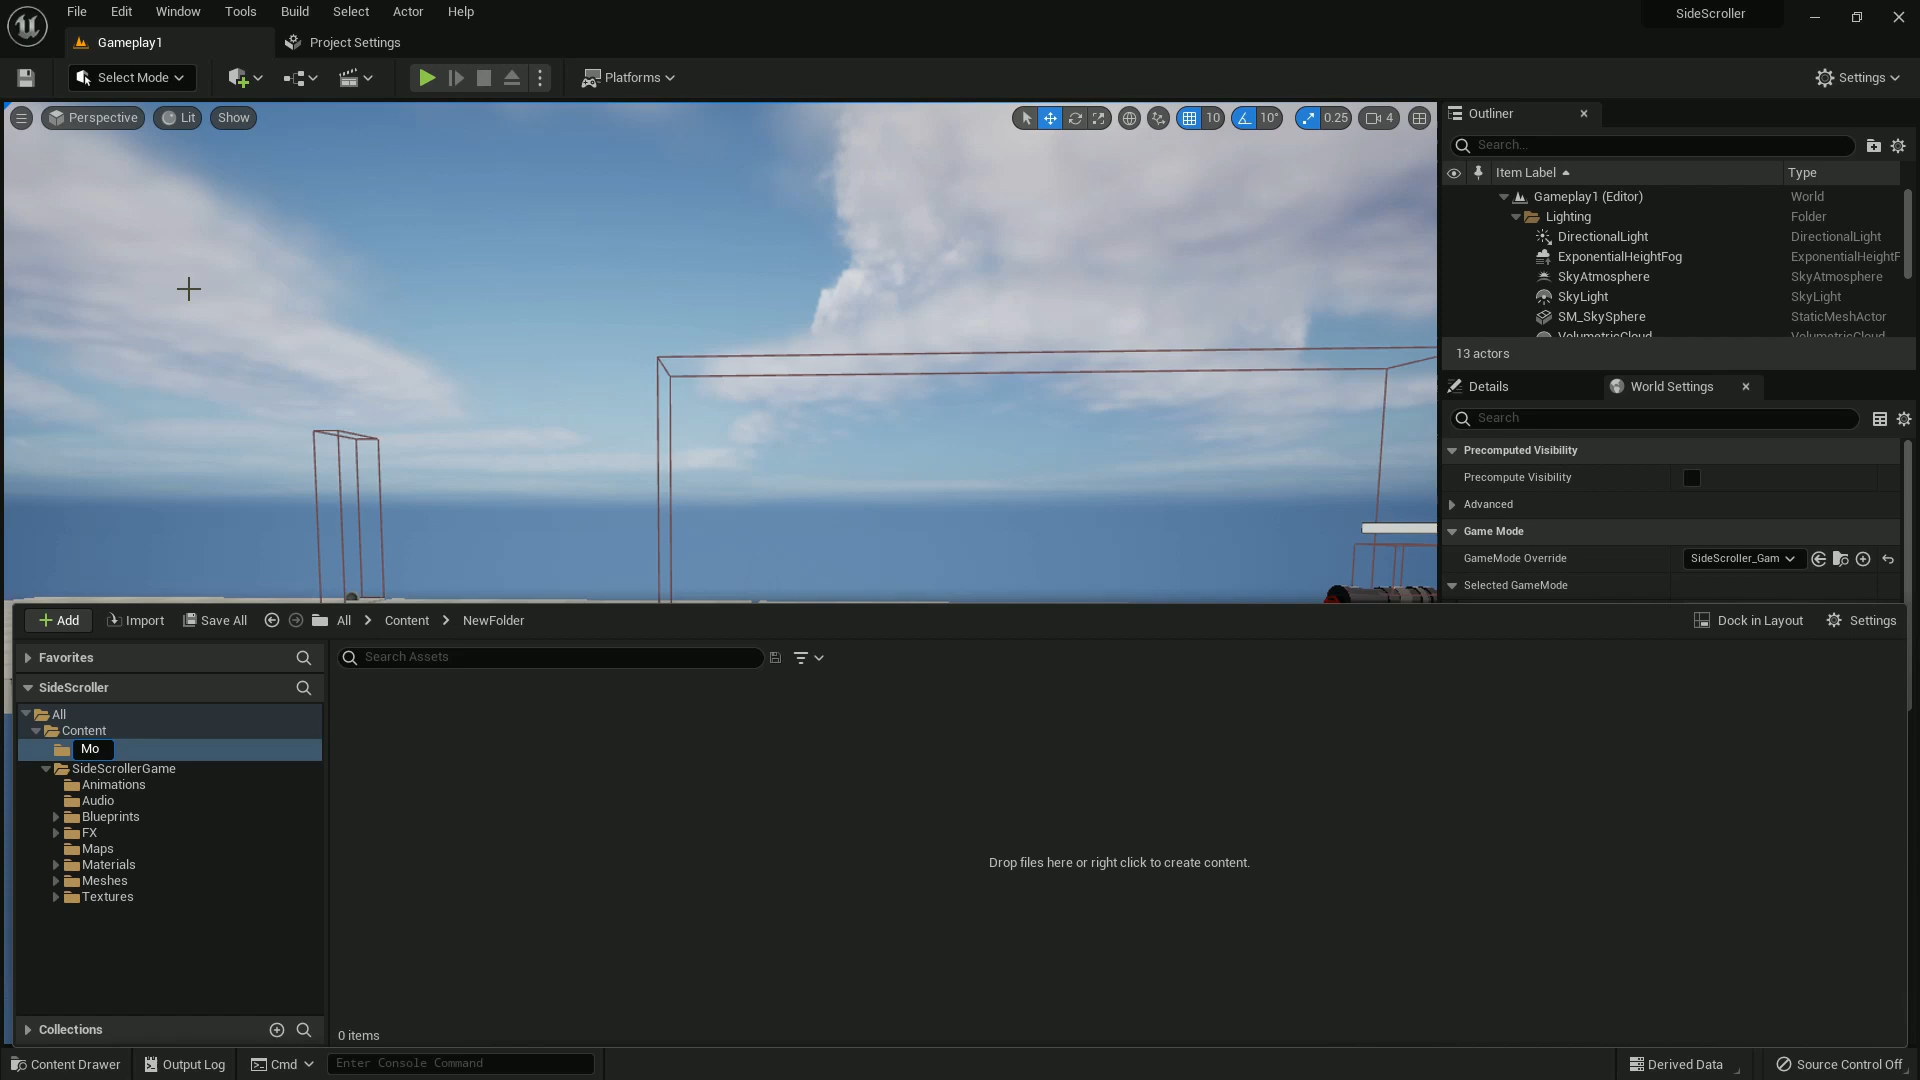 File Edit Window Tools Build Select Actor Help
SideScroller
Gameplay1
Project Settings
Select Mode
Platforms
Settings
Perspective
Lit
Show
10
10°
0.25
4
Outliner
Search...
Item Label
Type
Gameplay1 (Editor) World
Lighting Folder
DirectionalLight DirectionalLight
ExponentialHeightFog ExponentialHeightF
SkyAtmosphere SkyAtmosphere
SkyLight SkyLight
SM_SkySphere StaticMeshActor
VolumetricCloud VolumetricCloud
13 actors
Details
World Settings
Search
Precomputed Visibility
Precompute Visibility
Advanced
Game Mode
GameMode Override SideScroller_Gam
Selected GameMode
Add
Import
Save All
All
Content
NewFolder
Dock in Layout
Settings
Favorites
Search Assets
SideScroller
All
Content
Mo
SideScrollerGame
Animations
Audio
Blueprints
FX
Maps
Materials
Meshes
Textures
Drop files here or right click to create content.
Collections
0 items
Content Drawer
Output Log
Cmd
Enter Console Command
Derived Data
Source Control Off